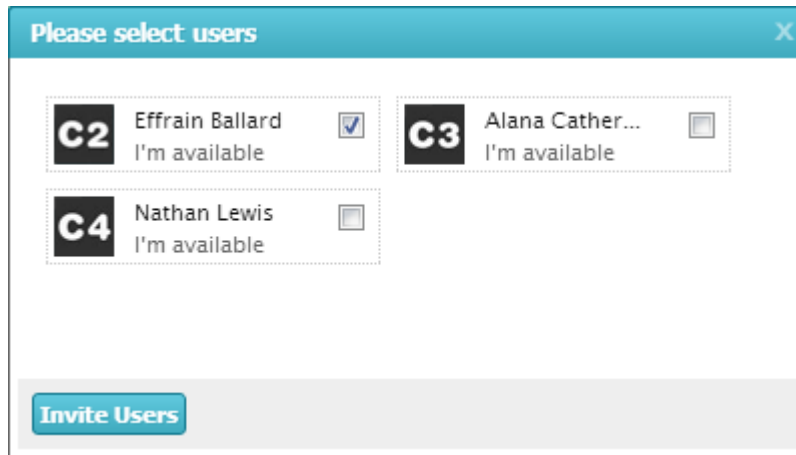 Please select users X
C2 Effrain Ballard
I'm available
C3 Alana Cather...
I'm available
C4 Nathan Lewis
I'm available
Invite Users